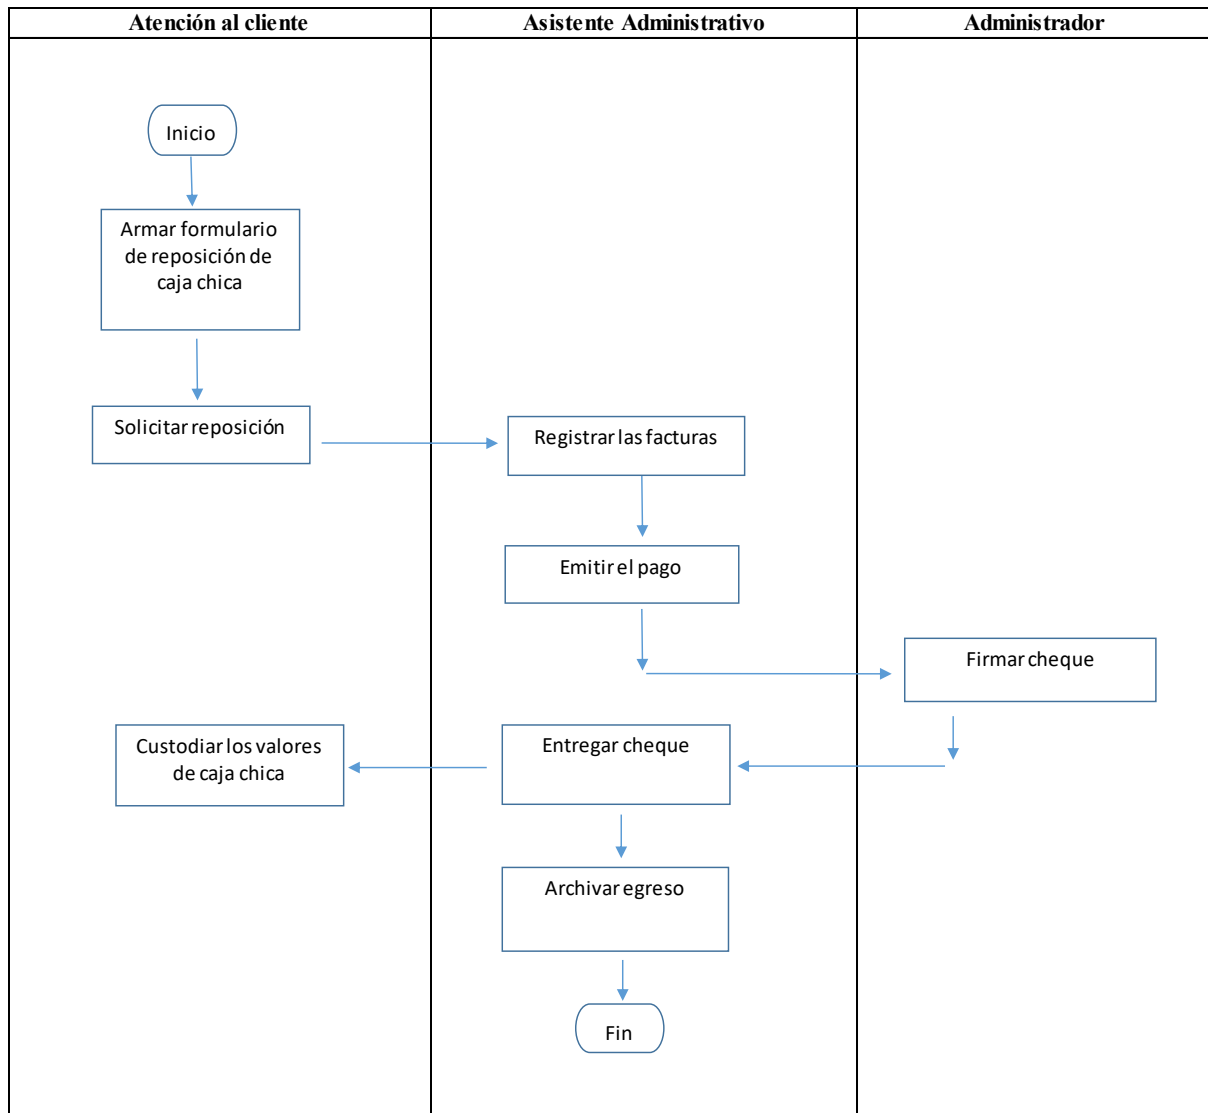 Atención al cliente
Asistente Administrativo
Administrador
Inicio
Armar formulario
de reposición de
caja chica
Solicitar reposición
Registrar las facturas
Emitir el pago
Firmar cheque
Entregar cheque
Custodiar los valores
de caja chica
Archivar egreso
Fin